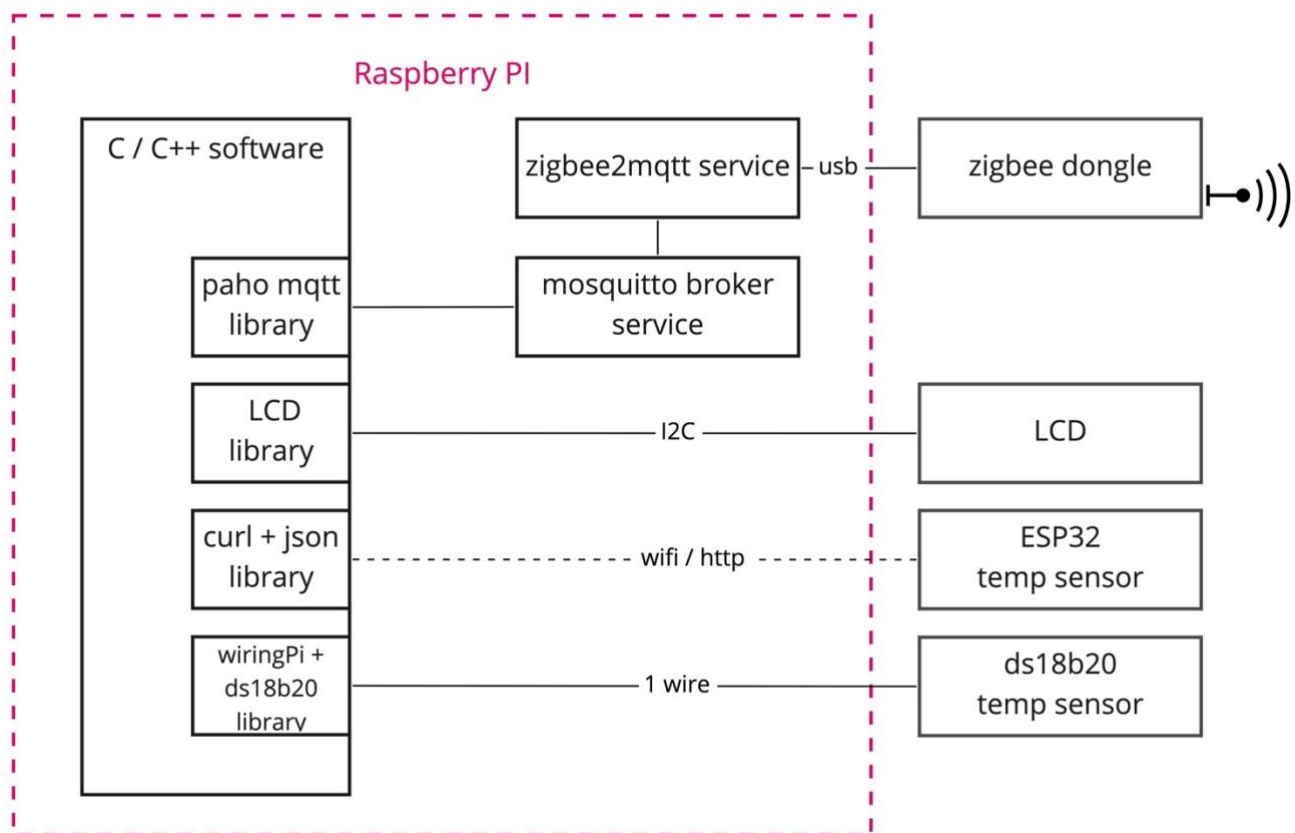 Raspberry PI
C / C++ software
zigbee2mqtt service
usb
zigbee dongle
paho mqtt
library
mosquitto broker
service
LCD
library
I2C
LCD
curl + json
library
wifi / http
ESP32
temp sensor
wiringPi +
ds18b20
library
1 wire
ds18b20
temp sensor